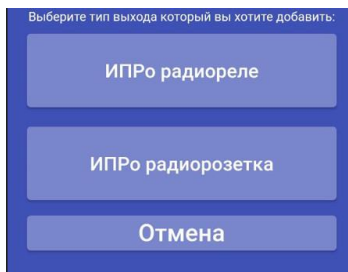 Выберите тип выхода который вы хотите добавить:
ИПРо радиореле
ИПРо радиорозетка
Отмена